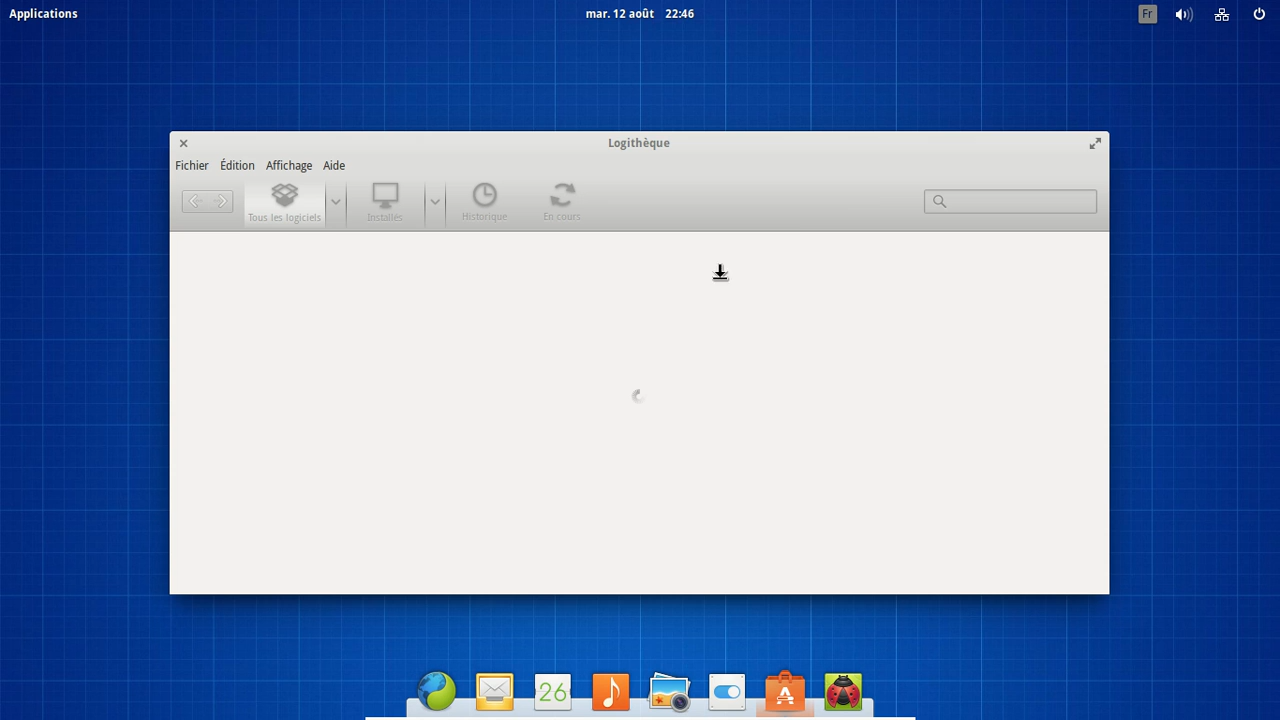 Applications
mar. 12 août 22:46
Fr
Logithèque
Fichier Édition Affichage Aide
Tous les logiciels Installés Historique En cours
26